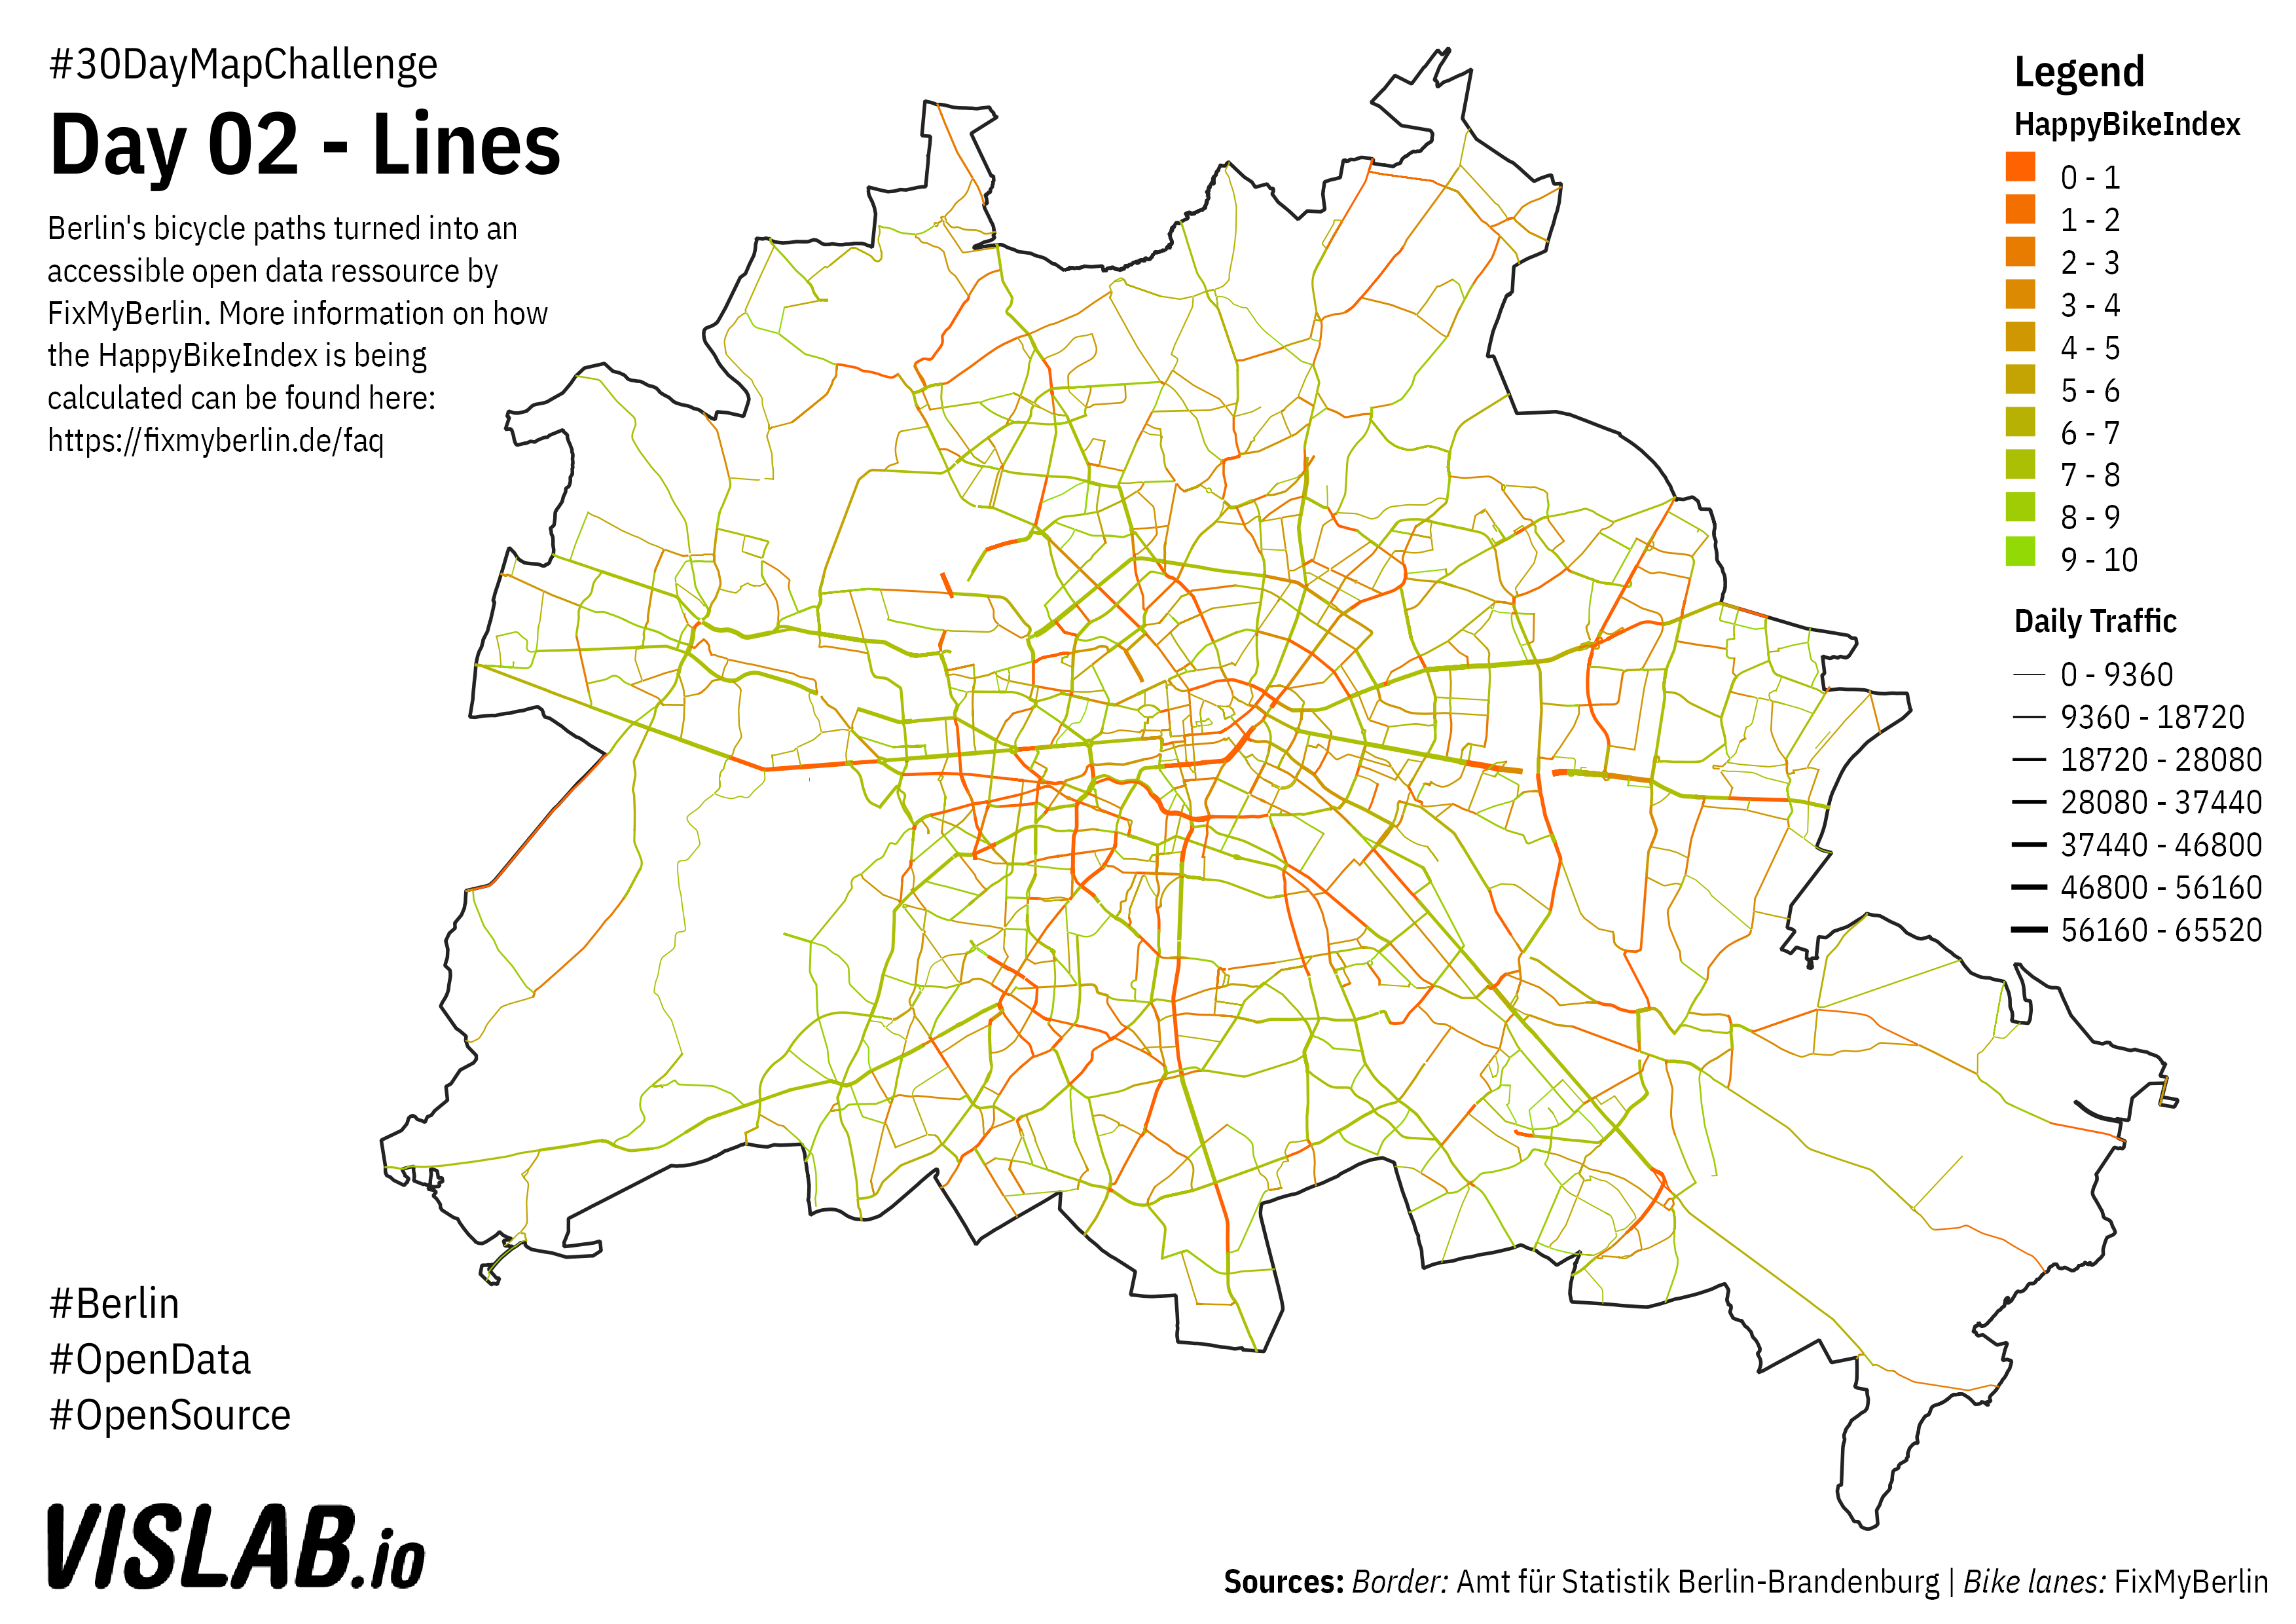 #30DayMapChallenge
Day 02 - Lines
Berlin's bicycle paths turned into an
accessible open data ressource by
FixMyBerlin. More information on how
the HappyBikeIndex is being
calculated can be found here:
https://fixmyberlin.de/faq
Legend
HappyBikeIndex
0 - 1
1 - 2
2 - 3
3 - 4
4 - 5
5 - 6
6 - 7
7 - 8
8 - 9
9 - 10
Daily Traffic
0 - 9360
9360 - 18720
18720 - 28080
28080 - 37440
37440 - 46800
46800 - 56160
56160 - 65520
#Berlin
#OpenData
#OpenSource
VISLAB.io
Sources: Border: Amt für Statistik Berlin-Brandenburg | Bike lanes: FixMyBerlin